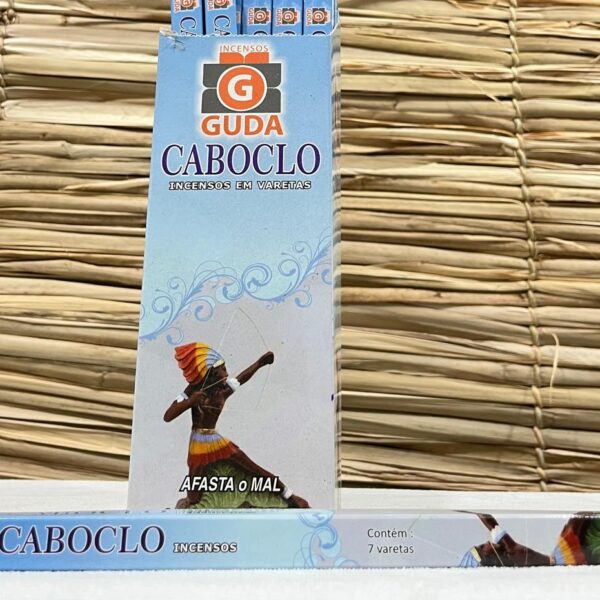 INCENSOS
G
GUDA
CABOCLO
INCENSOS EM VARETAS
AFASTA O MAL
CABOCLO INCENSOS
Contém :
7 varetas